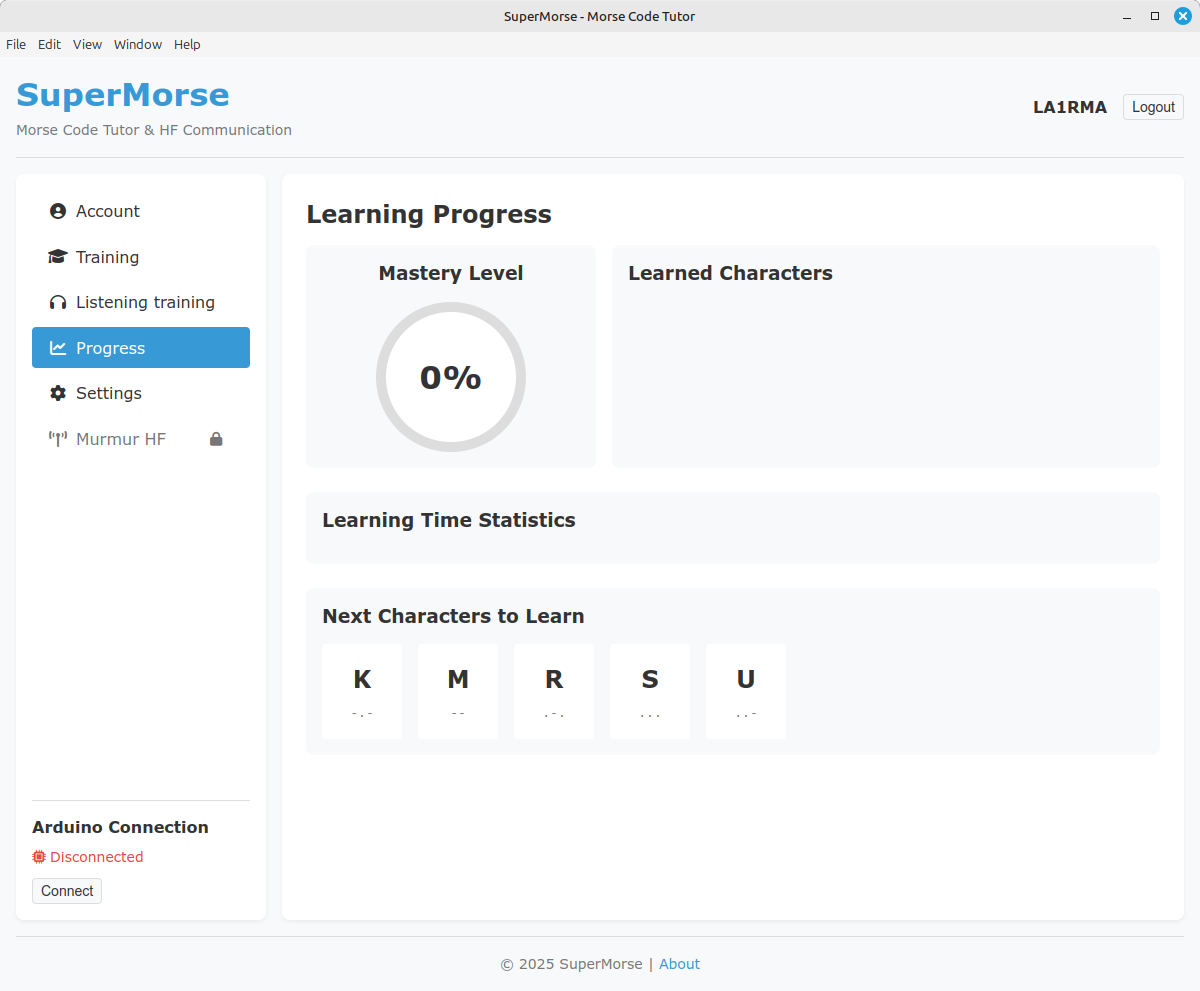 SuperMorse - Morse Code Tutor
File Edit View Window Help
SuperMorse
Morse Code Tutor & HF Communication
LA1RMA
Logout
Account
Training
Listening training
Progress
Settings
Murmur HF
Arduino Connection
Disconnected
Connect
Learning Progress
Mastery Level
0%
Learned Characters
Learning Time Statistics
Next Characters to Learn
K M R S U
-.- -- .-. ... ..-
© 2025 SuperMorse | About